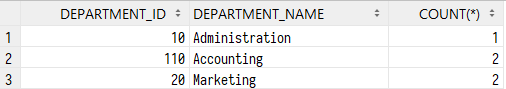 DEPARTMENT_ID DEPARTMENT_NAME COUNT(*)
1 10 Administration 1
2 110 Accounting 2
3 20 Marketing 2